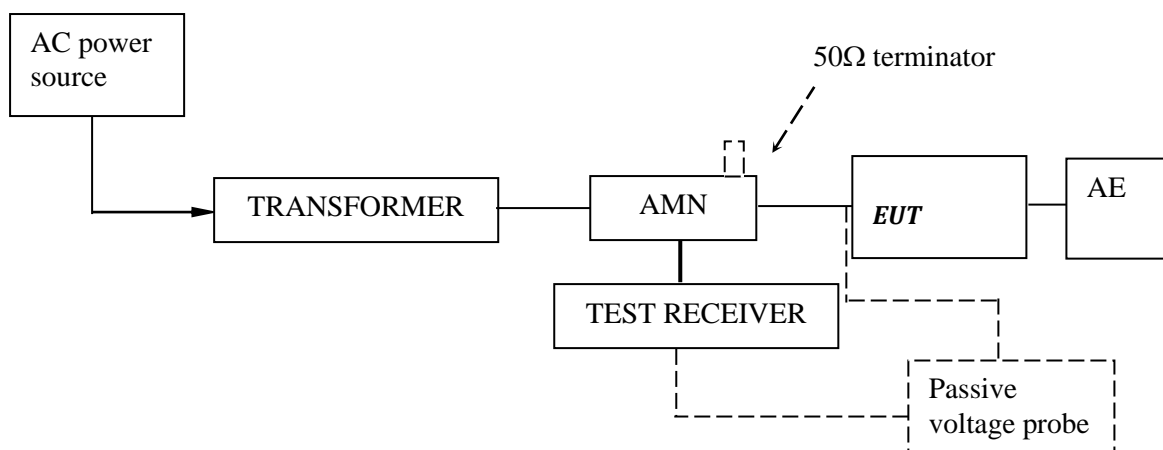 AC power
source
50Ω terminator
TRANSFORMER
AMN
EUT
AE
TEST RECEIVER
Passive
voltage probe